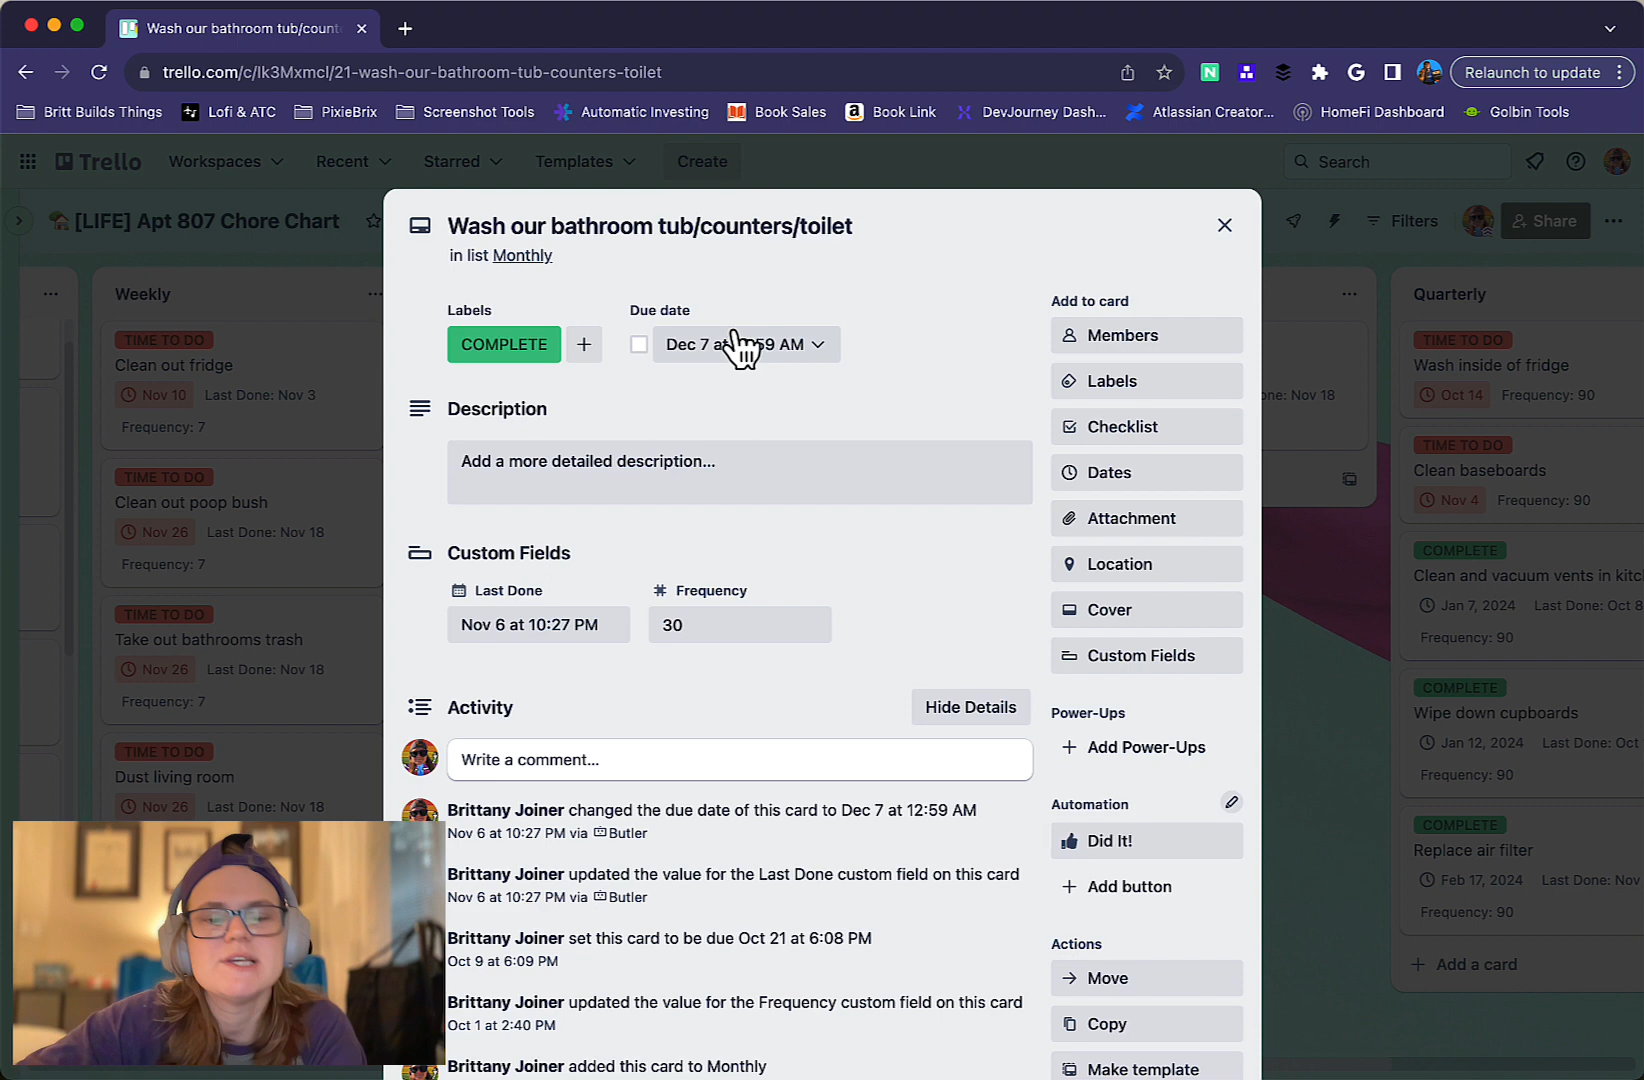 Wash our bathroom tub/count
trello.com/c/lk3Mxmcl/21-wash-our-bathroom-tub-counters-toilet
Relaunch to update
Britt Builds Things
Lofi & ATC
PixieBrix
Screenshot Tools
Automatic Investing
Book Sales
Book Link
DevJourney Dash...
Atlassian Creator...
HomeFi Dashboard
Golbin Tools
Trello
Workspaces
Recent
Starred
Templates
Create
Search
[LIFE] Apt 807 Chore Chart
Filters
Share
Weekly
TIME TO DO
Clean out fridge
Nov 10 Last Done: Nov 3
Frequency: 7
TIME TO DO
Clean out poop bush
Nov 26 Last Done: Nov 18
Frequency: 7
TIME TO DO
Take out bathrooms trash
Nov 26 Last Done: Nov 18
Frequency: 7
TIME TO DO
Dust living room
Nov 26 Last Done: Nov 18
Wash our bathroom tub/counters/toilet
in list Monthly
Labels
COMPLETE
Due date
Dec 7 at 59 AM
Description
Add a more detailed description...
Custom Fields
Last Done
Nov 6 at 10:27 PM
Frequency
30
Activity
Hide Details
Write a comment...
Brittany Joiner changed the due date of this card to Dec 7 at 12:59 AM
Nov 6 at 10:27 PM via Butler
Brittany Joiner updated the value for the Last Done custom field on this card
Nov 6 at 10:27 PM via Butler
Brittany Joiner set this card to be due Oct 21 at 6:08 PM
Oct 9 at 6:09 PM
Brittany Joiner updated the value for the Frequency custom field on this card
Oct 1 at 2:40 PM
Brittany Joiner added this card to Monthly
Add to card
Members
Labels
Checklist
Dates
Attachment
Location
Cover
Custom Fields
Power-Ups
Add Power-Ups
Automation
Did It!
Add button
Actions
Move
Copy
Make template
one: Nov 18
Quarterly
TIME TO DO
Wash inside of fridge
Oct 14 Frequency: 90
TIME TO DO
Clean baseboards
Nov 4 Frequency: 90
COMPLETE
Clean and vacuum vents in kitc
Jan 7, 2024 Last Done: Oct 8
Frequency: 90
COMPLETE
Wipe down cupboards
Jan 12, 2024 Last Done: Oct
Frequency: 90
COMPLETE
Replace air filter
Feb 17, 2024 Last Done: Nov
Frequency: 90
Add a card